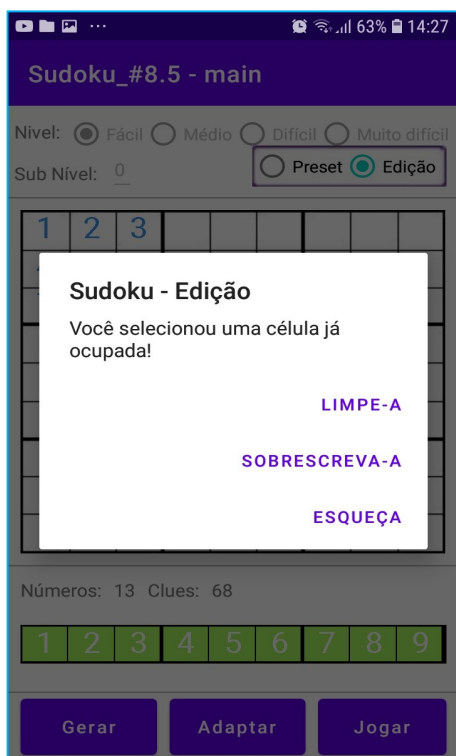 63% 14:27
Sudoku_#8.5 - main
Nivel: Fácil Médio Difícil Muito difícil
Sub Nível: 0
Preset Edição
1 2 3
Sudoku - Edição
Você selecionou uma célula já
ocupada!
LIMPE-A
SOBRESCREVA-A
ESQUEÇA
Números: 13 Clues: 68
1 2 3 4 5 6 7 8 9
Gerar Adaptar Jogar